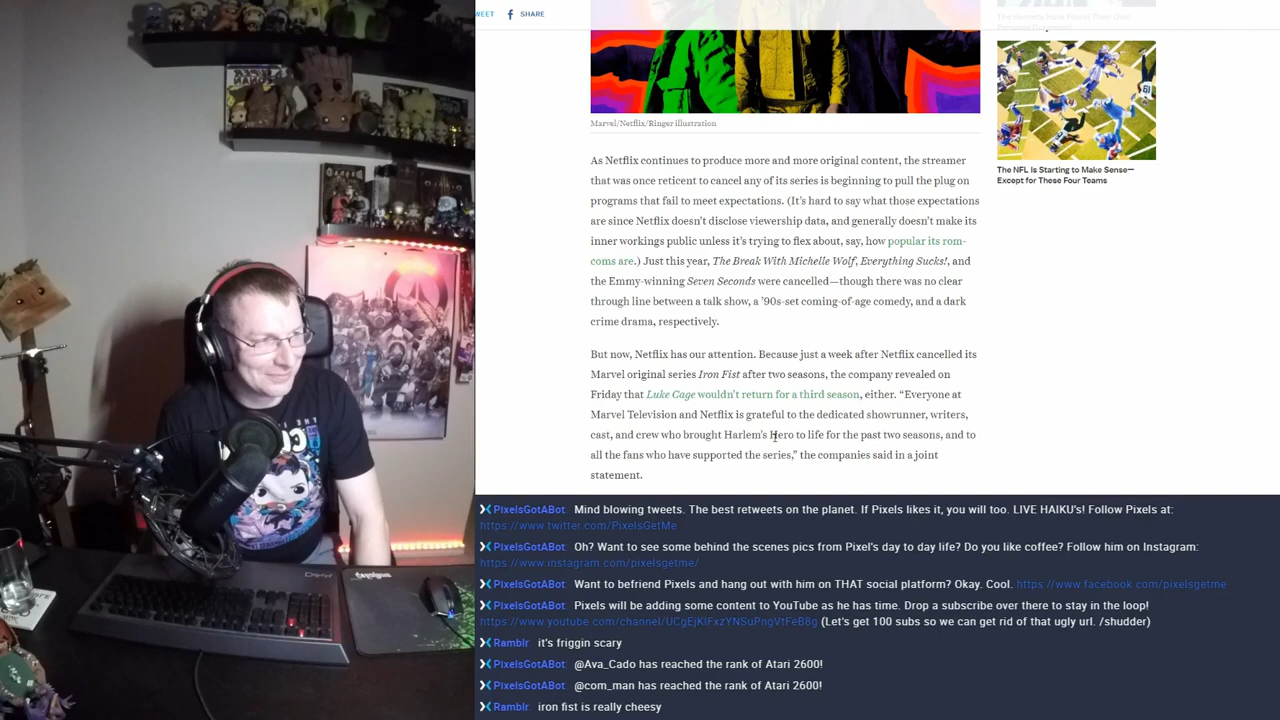 WEET
SHARE
The Hornets Have Found Their Own
Marvel/Netflix/Ringer illustration
As Netflix continues to produce more and more original content, the streamer
that was once reticent to cancel any of its series is beginning to pull the plug on
programs that fail to meet expectations. (It's hard to say what those expectations
are since Netflix doesn't disclose viewership data, and generally doesn't make its
inner workings public unless it's trying to flex about, say, how popular its rom-
coms are.) Just this year, The Break With Michelle Wolf, Everything Sucks!, and
the Emmy-winning Seven Seconds were cancelled—though there was no clear
through line between a talk show, a '90s-set coming-of-age comedy, and a dark
crime drama, respectively.
But now, Netflix has our attention. Because just a week after Netflix cancelled its
Marvel original series Iron Fist after two seasons, the company revealed on
Friday that Luke Cage wouldn't return for a third season, either. “Everyone at
Marvel Television and Netflix is grateful to the dedicated showrunner, writers,
cast, and crew who brought Harlem's Hero to life for the past two seasons, and to
all the fans who have supported the series,” the companies said in a joint
statement.
61
The NFL Is Starting to Make Sense—
Except for These Four Teams
PixelsGotABot Mind blowing tweets. The best retweets on the planet. If Pixels likes it, you will too. LIVE HAIKU's! Follow Pixels at:
https://www.twitter.com/PixelsGetMe
PixelsGotABot Oh? Want to see some behind the scenes pics from Pixel's day to day life? Do you like coffee? Follow him on Instagram:
https://www.instagram.com/pixelsgetme/
PixelsGotABot Want to befriend Pixels and hang out with him on THAT social platform? Okay. Cool. https://www.facebook.com/pixelsgetme
PixelsGotABot Pixels will be adding some content to YouTube as he has time. Drop a subscribe over there to stay in the loop!
https://www.youtube.com/channel/UCgEjKIFxzYNSuPngVtFeB8g (Let's get 100 subs so we can get rid of that ugly url. /shudder)
Ramblr it's friggin scary
PixelsGotABot @Ava_Cado has reached the rank of Atari 2600!
PixelsGotABot @com_man has reached the rank of Atari 2600!
Ramblr iron fist is really cheesy